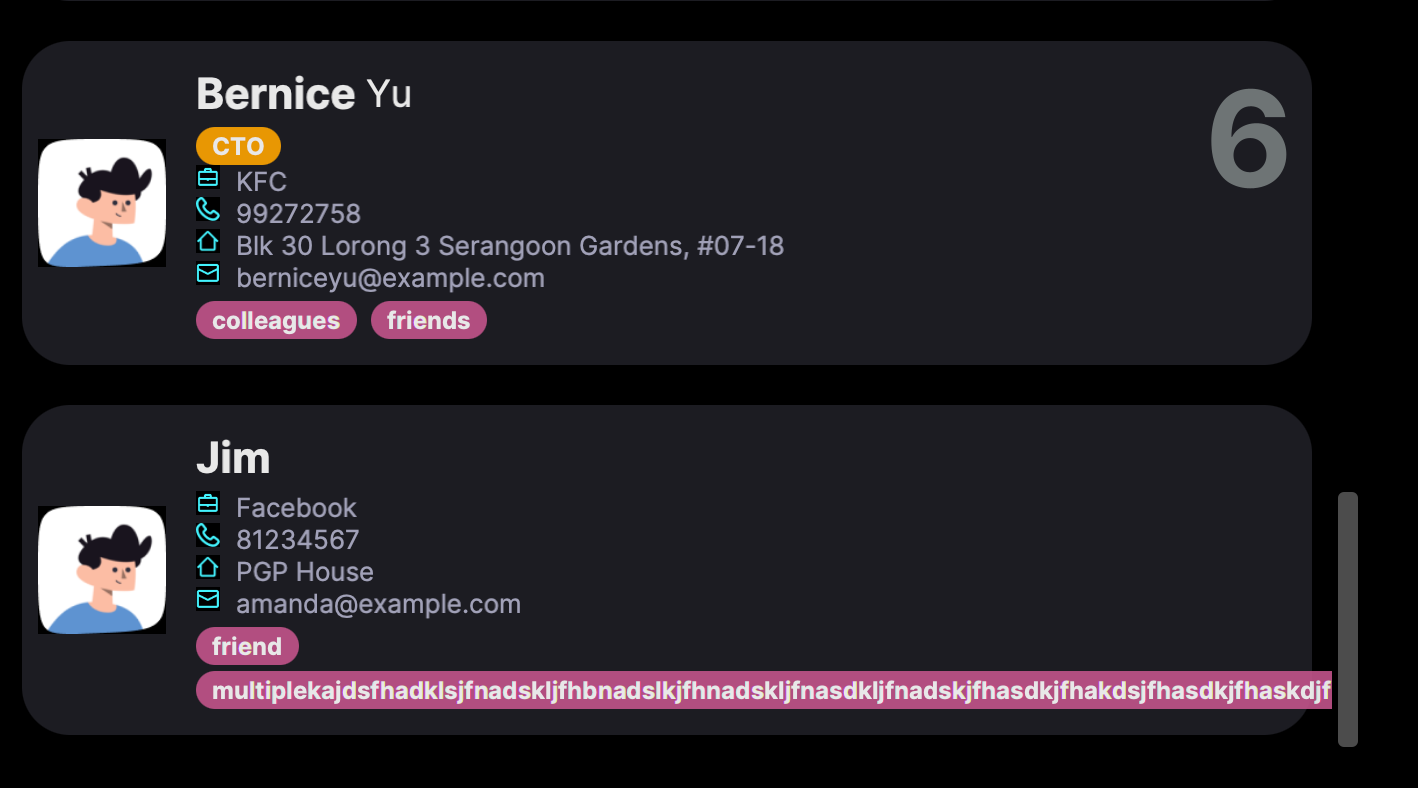 Bernice Yu
6
CTO
KFC
99272758
Blk 30 Lorong 3 Serangoon Gardens, #07-18
berniceyu@example.com
colleagues friends
Jim
Facebook
81234567
PGP House
amanda@example.com
friend
multiplekajdsfhadklsjfnadskljfhbnadslkjfhnadskljfnasdkljfnadskjfhasdkjfhakdsjfhasdkjfhaskdjf